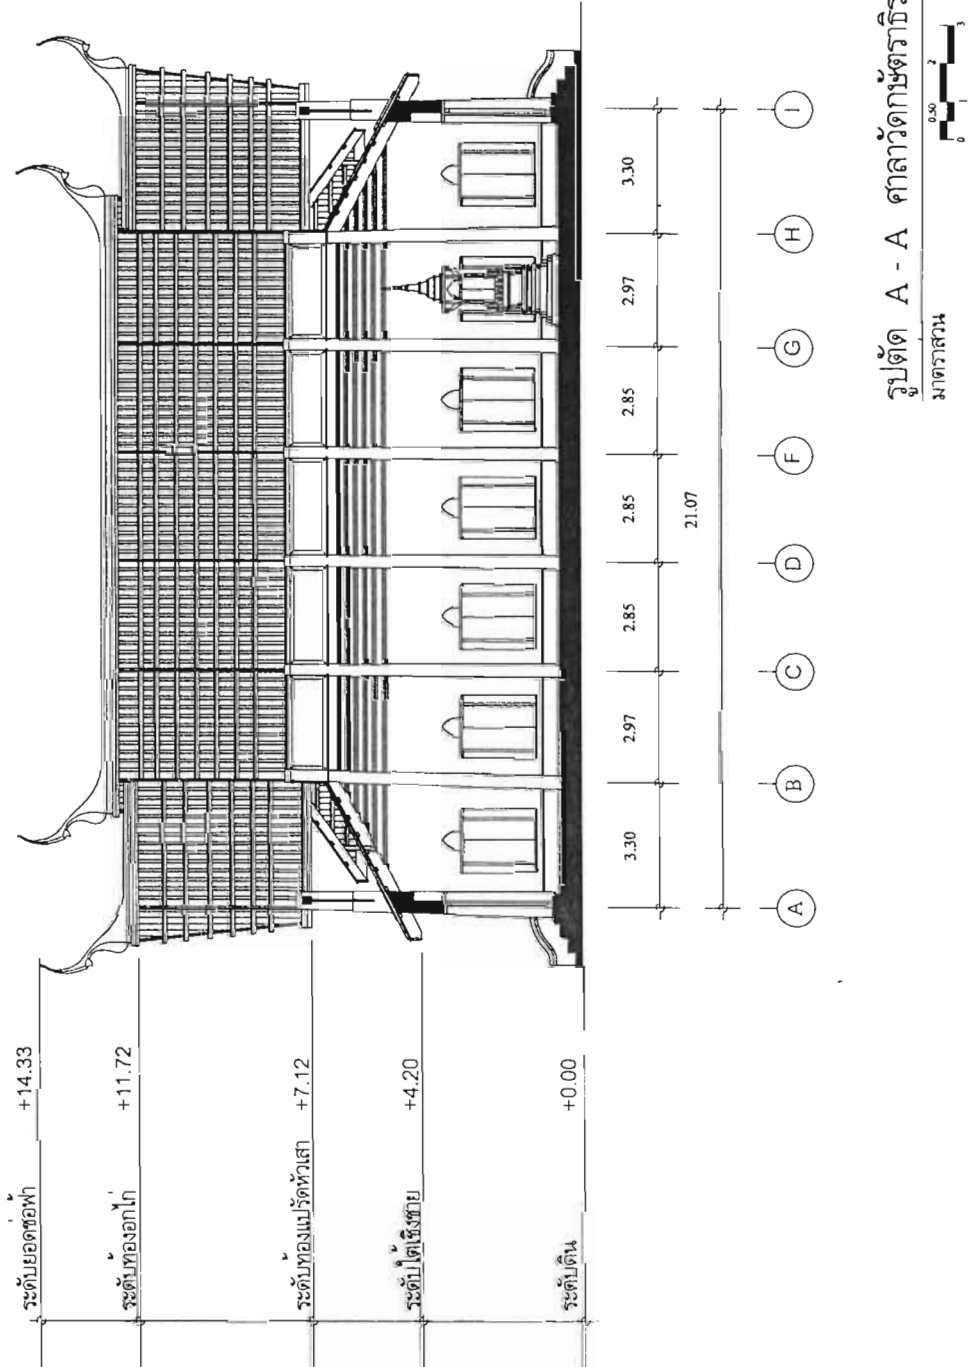 ระดับยอดช่อฟ้า +14.33
ระดับท้องอกไก่ +11.72
ระดับท้องแปรัดหัวเสา +7.12
ระดับใต้เชิงชาย +4.20
ระดับดิน +0.00
3.30 2.97 2.85 2.85 2.85 2.97 3.30
21.07
A B C D F G H I
รูปตัด A - A ศาลาวัดกษัตราธิรา
มาตราส่วน
0 0.50 1 2 3